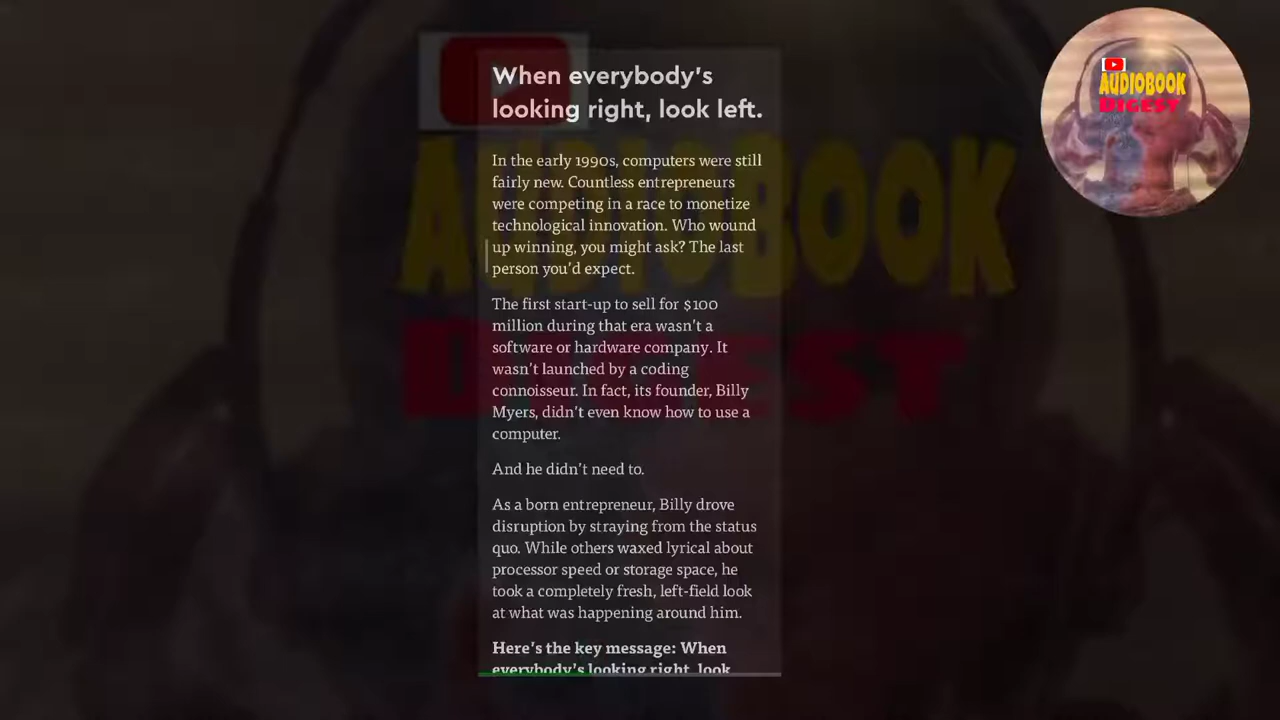 When everybody's
looking right, look left.
In the early 1990s, computers were still
fairly new. Countless entrepreneurs
were competing in a race to monetize
technological innovation. Who wound
up winning, you might ask? The last
person you'd expect.
The first start-up to sell for $100
million during that era wasn't a
software or hardware company. It
wasn't launched by a coding
connoisseur. In fact, its founder, Billy
Myers, didn't even know how to use a
computer.
And he didn't need to.
As a born entrepreneur, Billy drove
disruption by straying from the status
quo. While others waxed lyrical about
processor speed or storage space, he
took a completely fresh, left-field look
at what was happening around him.
Here's the key message: When
everybody's looking right, look
AUDIOBOOK
DIGEST
AUDIOBOOK
DIGEST